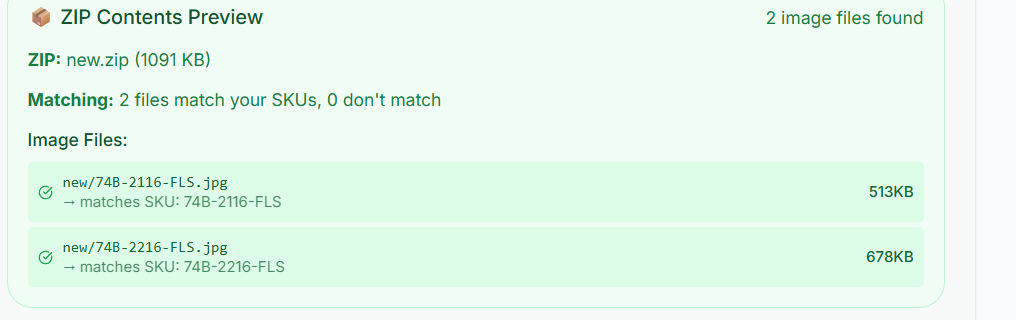 📦 ZIP Contents Preview
2 image files found
ZIP: new.zip (1091 KB)
Matching: 2 files match your SKUs, 0 don't match
Image Files:
new/74B-2116-FLS.jpg
→ matches SKU: 74B-2116-FLS
513KB
new/74B-2216-FLS.jpg
→ matches SKU: 74B-2216-FLS
678KB